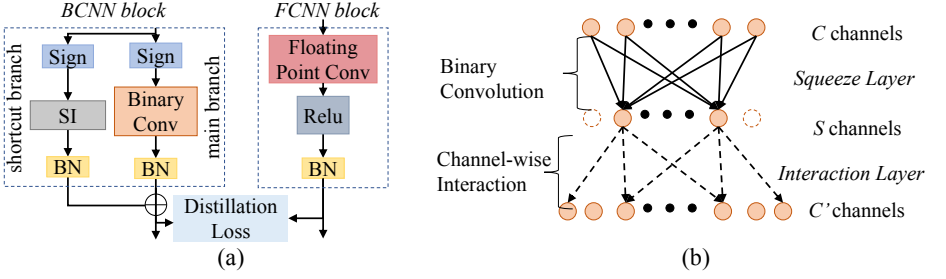 BCNN block
FCNN block
shortcut branch
Sign
Sign
SI
Binary
Conv
BN
BN
main branch
Floating
Point Conv
Relu
BN
Distillation
Loss
(a)
Binary
Convolution
Channel-wise
Interaction
C channels
Squeeze Layer
S channels
Interaction Layer
C' channels
(b)